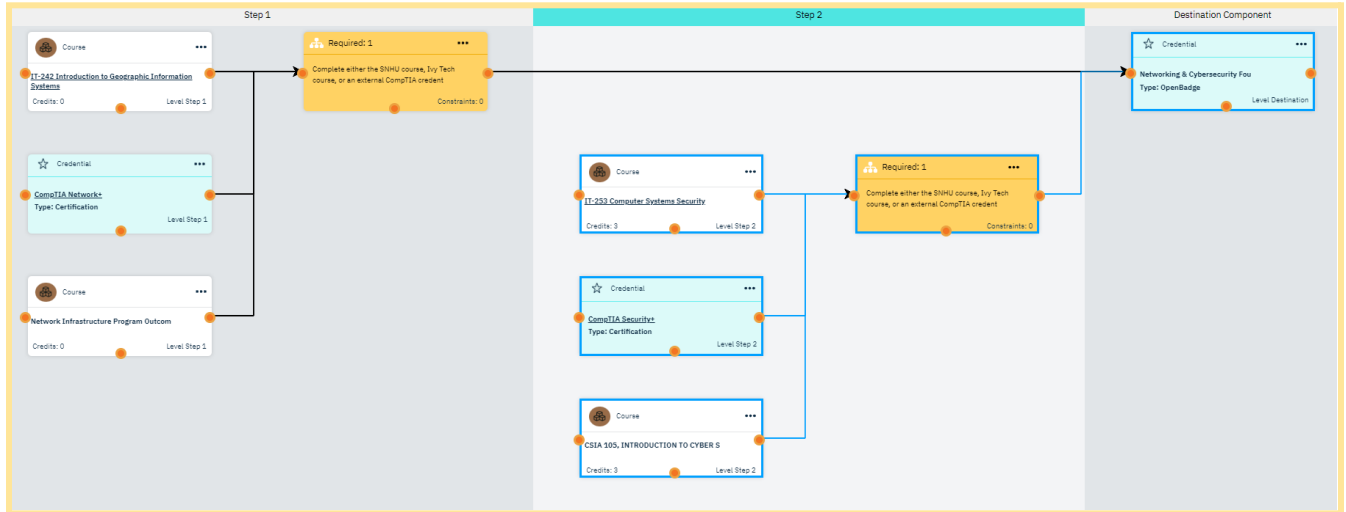 Step 1
Step 2
Destination Component
Course
IT-242 Introduction to Geographic Information
Systems
Credits: 0
Level Step 1
Required: 1
Complete either the SNHU course, Ivy Tech
course, or an external CompTIA credent
Constraints: 0
Credential
Networking & Cybersecurity Fou
Type: OpenBadge
Level Destination
Credential
CompTIA Network+
Type: Certification
Level Step 1
Course
IT-253 Computer Systems Security
Credits: 3
Level Step 2
Required: 1
Complete either the SNHU course, Ivy Tech
course, or an external CompTIA credent
Constraints: 0
Course
Network Infrastructure Program Outcom
Credits: 0
Level Step 1
Credential
CompTIA Security+
Type: Certification
Level Step 2
Course
CSIA 105, INTRODUCTION TO CYBER S
Credits: 3
Level Step 2